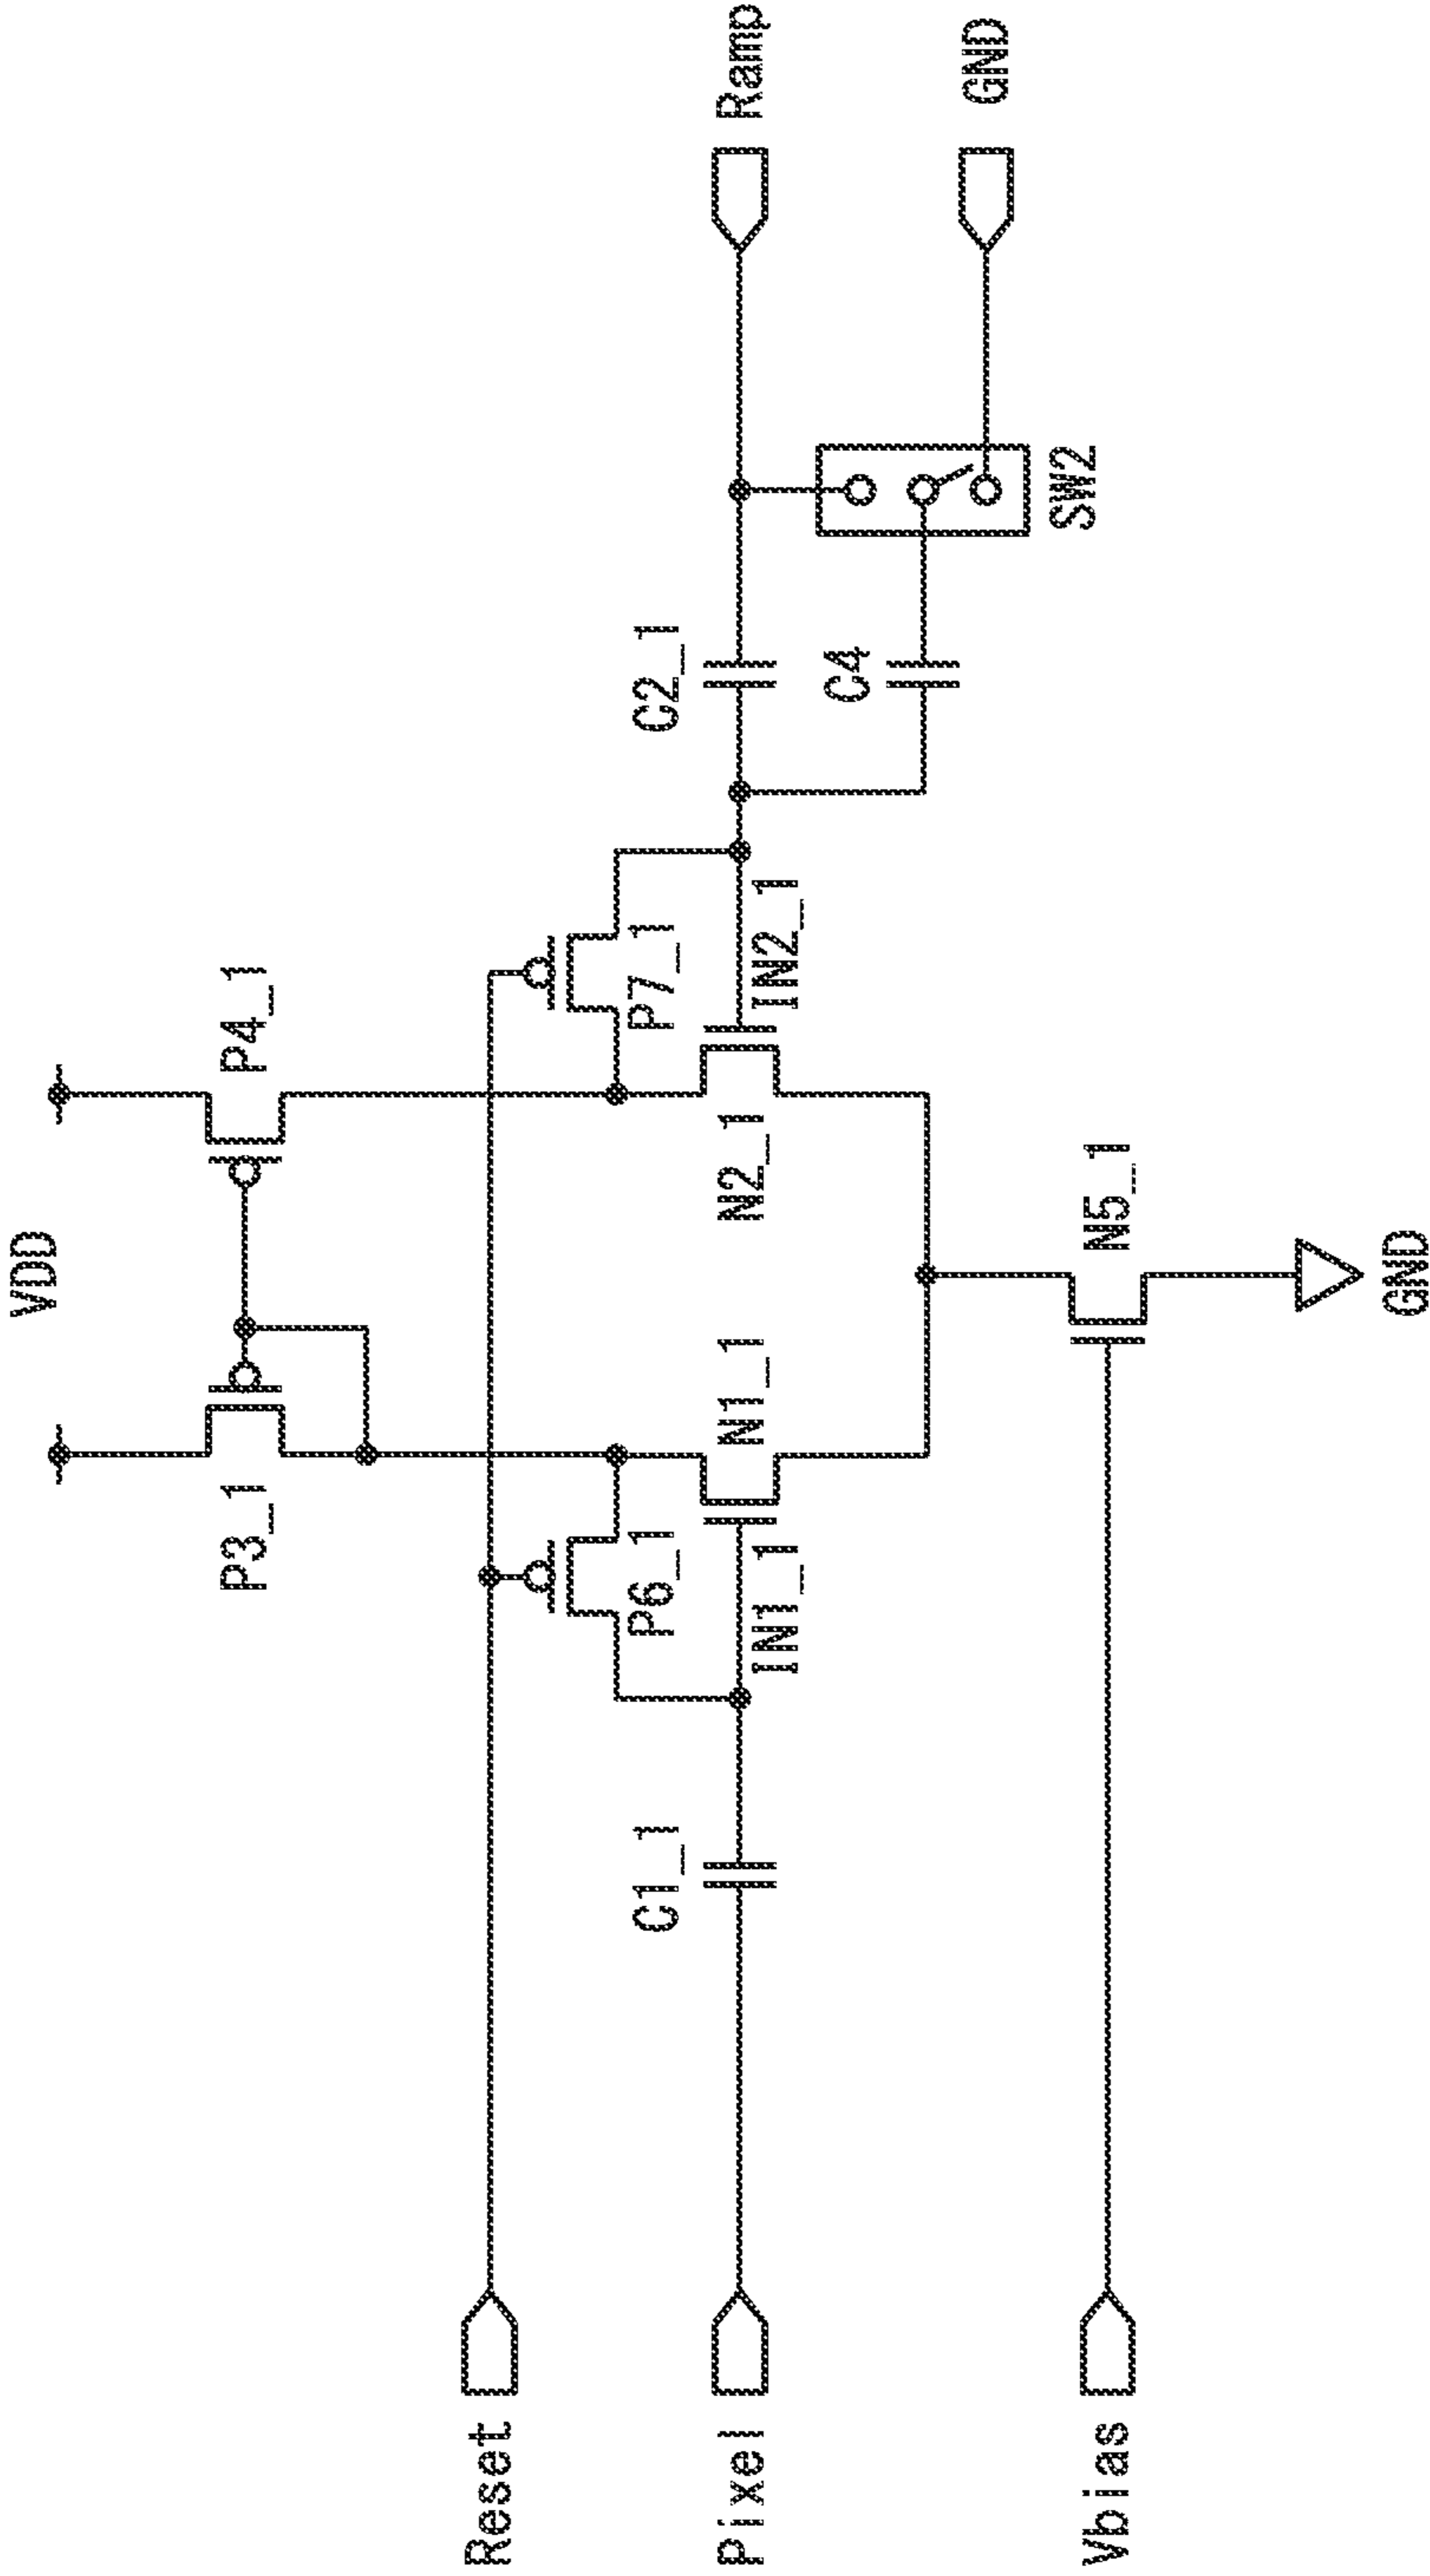 VDD
P3_1
P4_1
Reset
P6_1
P7_1
C1_1
C2_1
Pixel
IN1_1
N1_1
N2_1
IN2_1
Ramp
C4
GND
SW2
Vbias
N5_1
GND